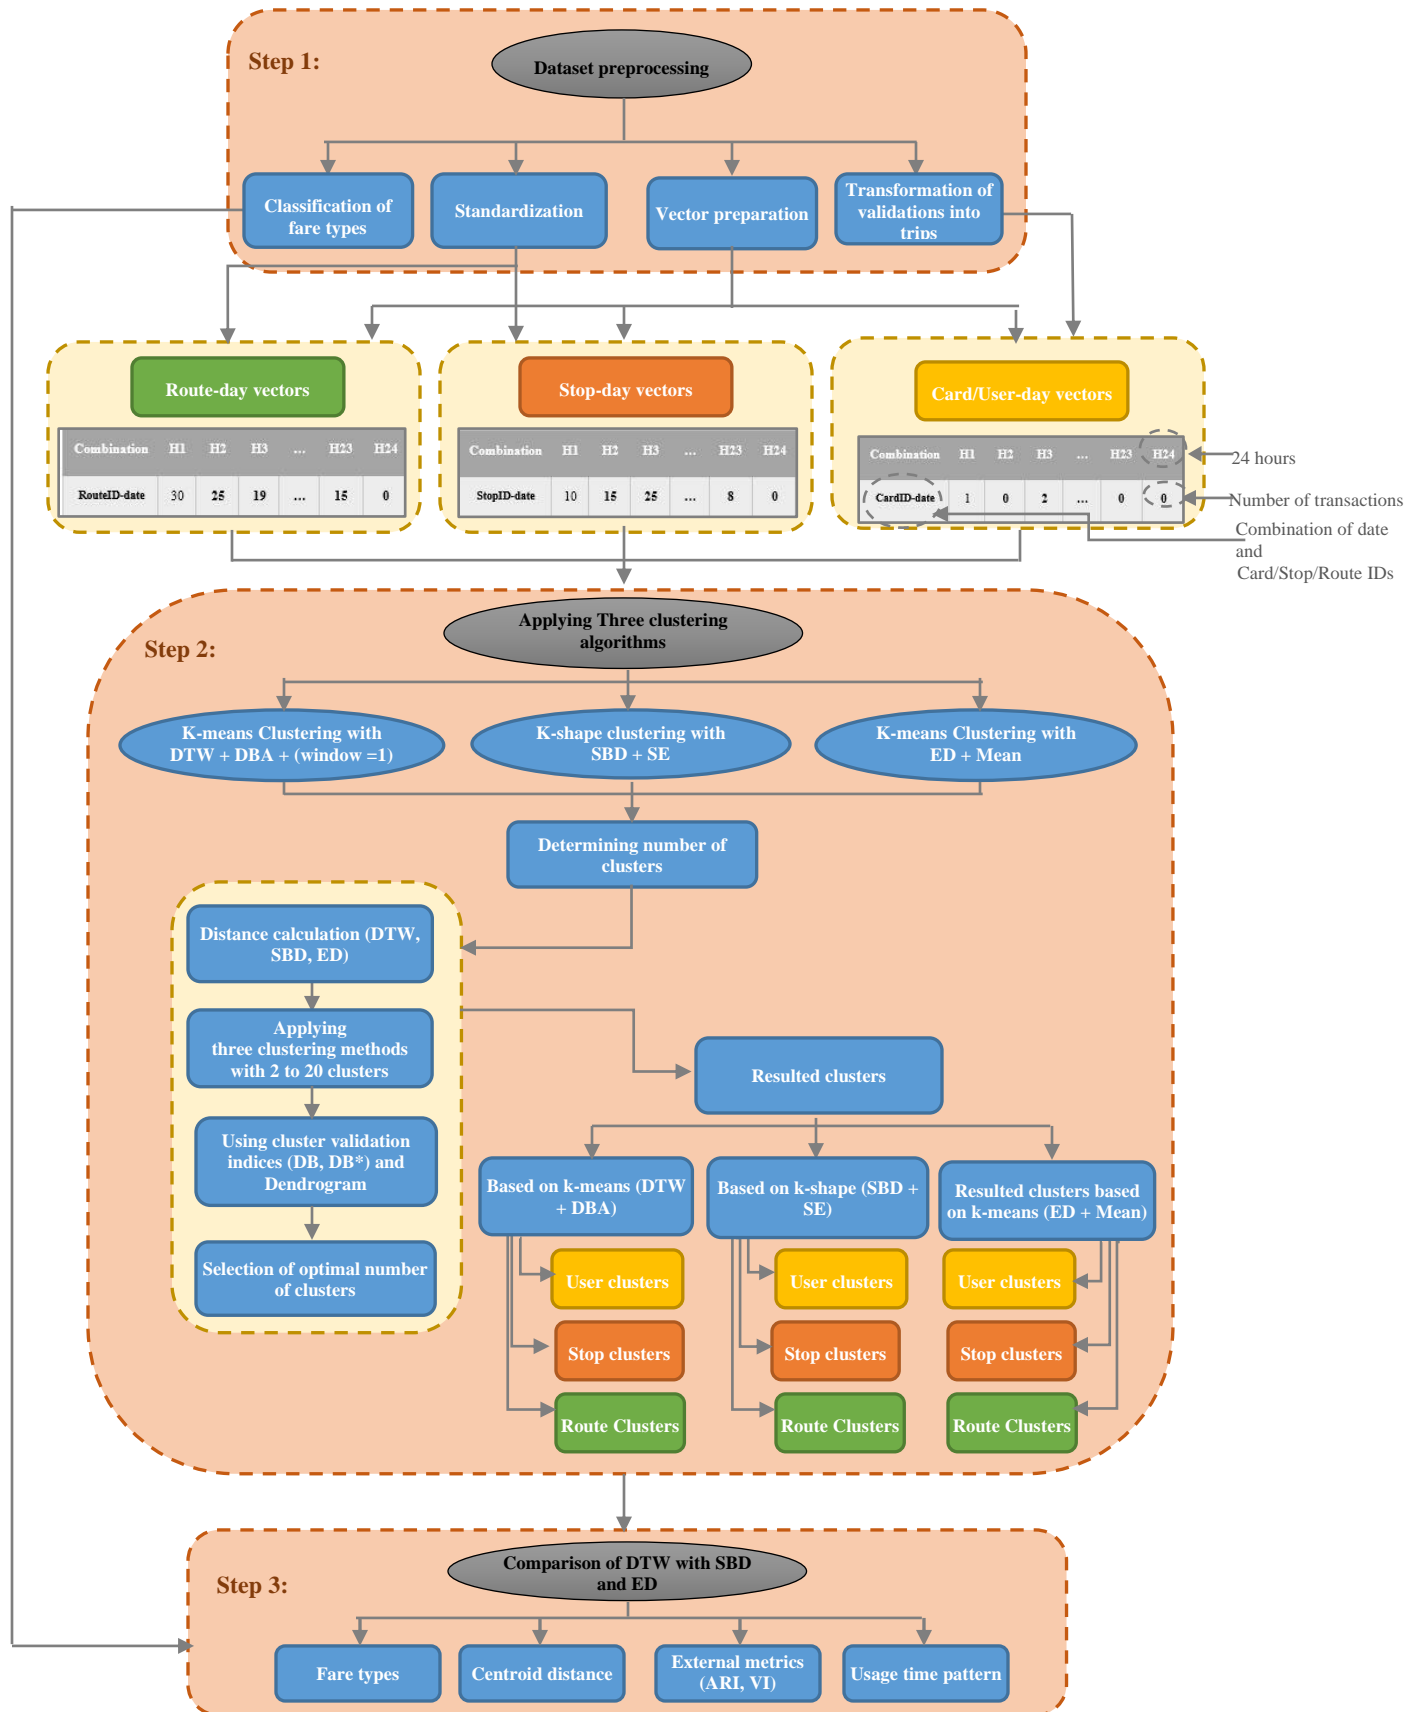 Step 1:
Dataset preprocessing
Classification of
fare types
Standardization
Vector preparation
Transformation of
validations into
trips
Route-day vectors
Combination H1 H2 H3 ... H23 H24
RouteID-date 30 25 19 ... 15 0
Stop-day vectors
Combination H1 H2 H3 ... H23 H24
StopID-date 10 15 25 ... 8 0
Card/User-day vectors
Combination H1 H2 H3 ... H23 H24
CardID-date 1 0 2 ... 0 0
24 hours
Number of transactions
Combination of date
and
Card/Stop/Route IDs
Step 2:
Applying Three clustering
algorithms
K-means Clustering with
DTW + DBA + (window =1)
K-shape clustering with
SBD + SE
K-means Clustering with
ED + Mean
Determining number of
clusters
Distance calculation (DTW,
SBD, ED)
Applying
three clustering methods
with 2 to 20 clusters
Using cluster validation
indices (DB, DB*) and
Dendrogram
Selection of optimal number
of clusters
Resulted clusters
Based on k-means (DTW
+ DBA)
Based on k-shape (SBD +
SE)
Resulted clusters based
on k-means (ED + Mean)
User clusters
User clusters
User clusters
Stop clusters
Stop clusters
Stop clusters
Route Clusters
Route Clusters
Route Clusters
Step 3:
Comparison of DTW with SBD
and ED
Fare types
Centroid distance
External metrics
(ARI, VI)
Usage time pattern